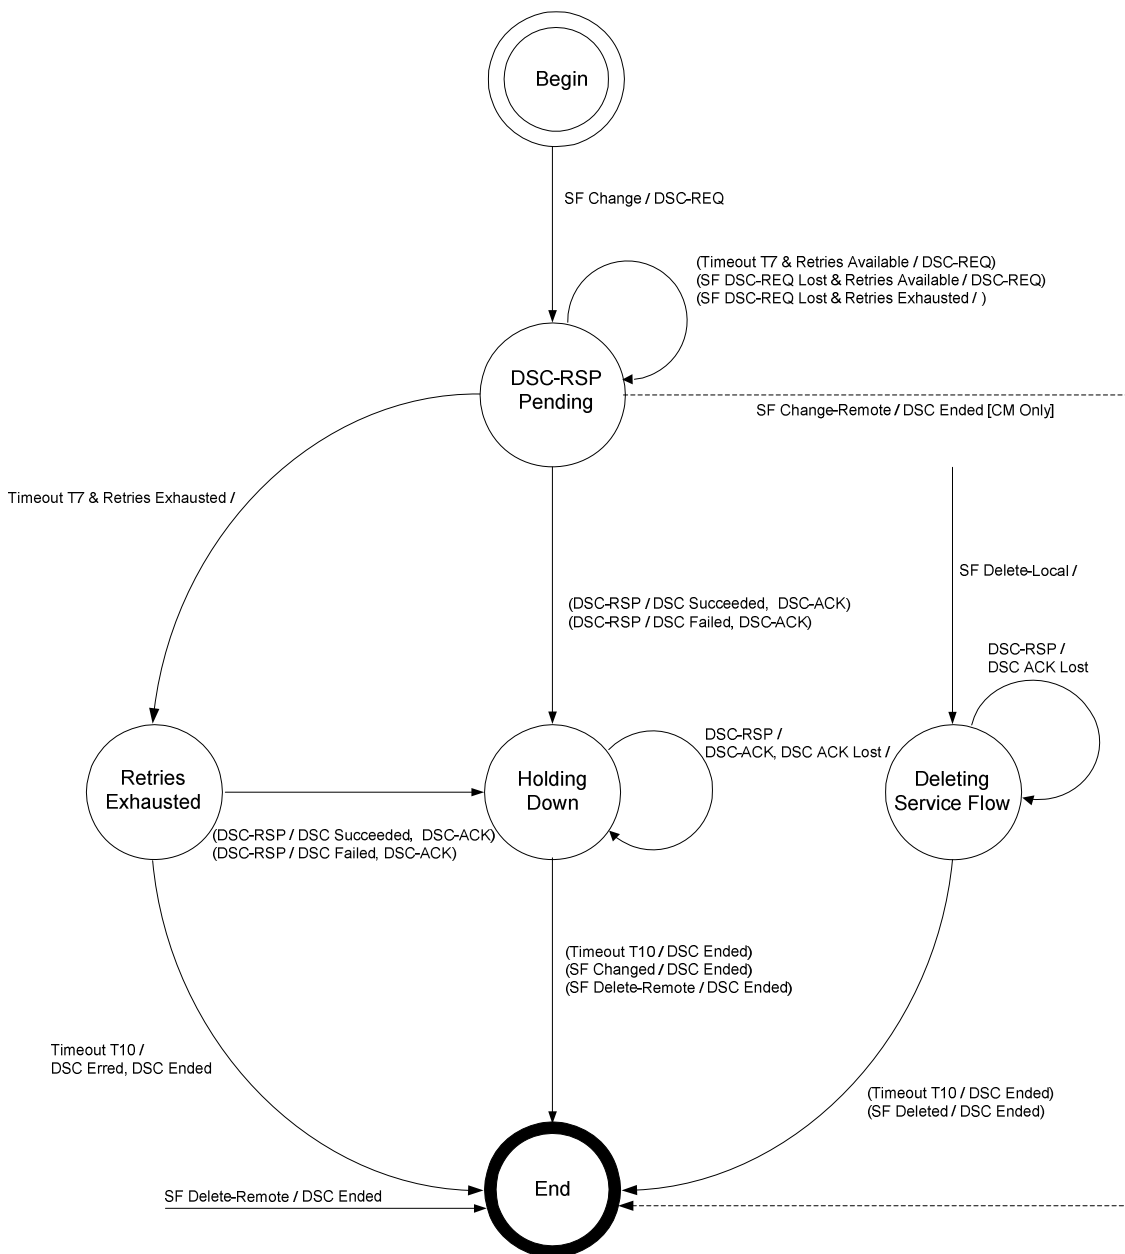 Begin
SF Change / DSC-REQ
(Timeout T7 & Retries Available / DSC-REQ)
(SF DSC-REQ Lost & Retries Available / DSC-REQ)
(SF DSC-REQ Lost & Retries Exhausted / )
DSC-RSP
Pending
SF Change-Remote / DSC Ended [CM Only]
Timeout T7 & Retries Exhausted /
SF Delete-Local /
(DSC-RSP / DSC Succeeded, DSC-ACK)
(DSC-RSP / DSC Failed, DSC-ACK)
DSC-RSP /
DSC ACK Lost
DSC-RSP /
DSC-ACK, DSC ACK Lost /
Retries
Exhausted
Holding
Down
Deleting
Service Flow
(DSC-RSP / DSC Succeeded, DSC-ACK)
(DSC-RSP / DSC Failed, DSC-ACK)
(Timeout T10 / DSC Ended)
(SF Changed / DSC Ended)
(SF Delete-Remote / DSC Ended)
Timeout T10 /
DSC Erred, DSC Ended
(Timeout T10 / DSC Ended)
(SF Deleted / DSC Ended)
SF Delete-Remote / DSC Ended
End